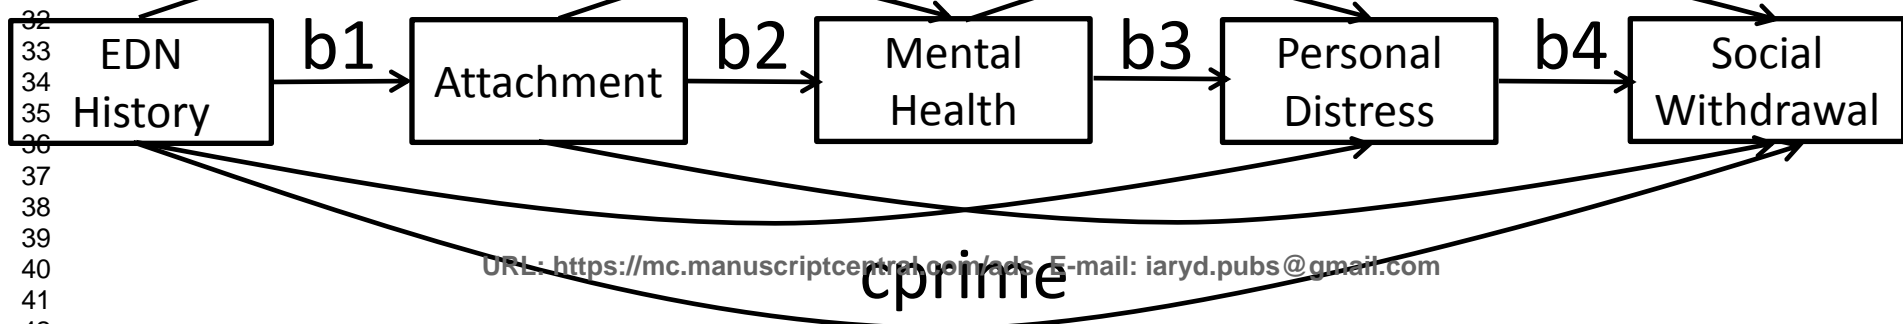 32
33
34
35
36
37
38
39
40
41
EDN
History
b1
Attachment
b2
Mental
Health
b3
Personal
Distress
b4
Social
Withdrawal
URL: https://mc.manuscriptcentral.com/ads E-mail: iaryd.pubs@gmail.com
cprime